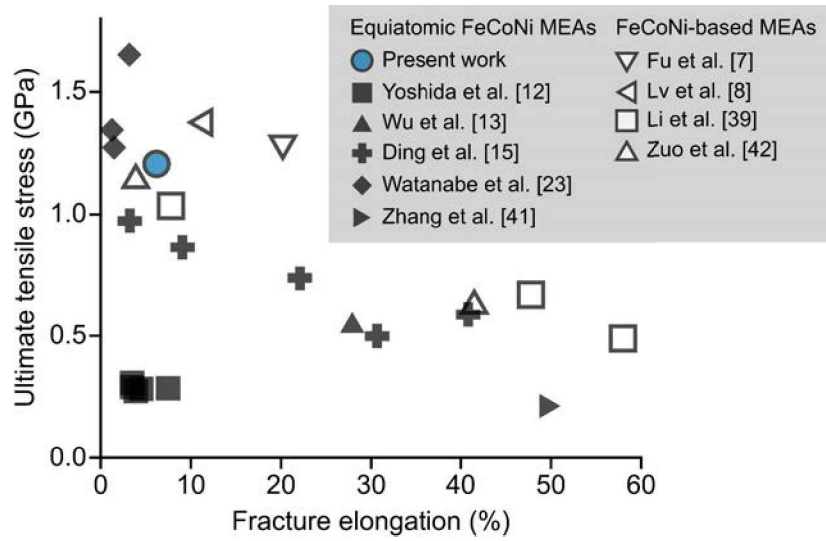 Equiatomic FeCoNi MEAs
Present work
Yoshida et al. [12]
Wu et al. [13]
Ding et al. [15]
Watanabe et al. [23]
Zhang et al. [41]
FeCoNi-based MEAs
Fu et al. [7]
Lv et al. [8]
Li et al. [39]
Zuo et al. [42]
Ultimate tensile stress (GPa)
1.5
1.0
0.5
0.0
0 10 20 30 40 50 60
Fracture elongation (%)